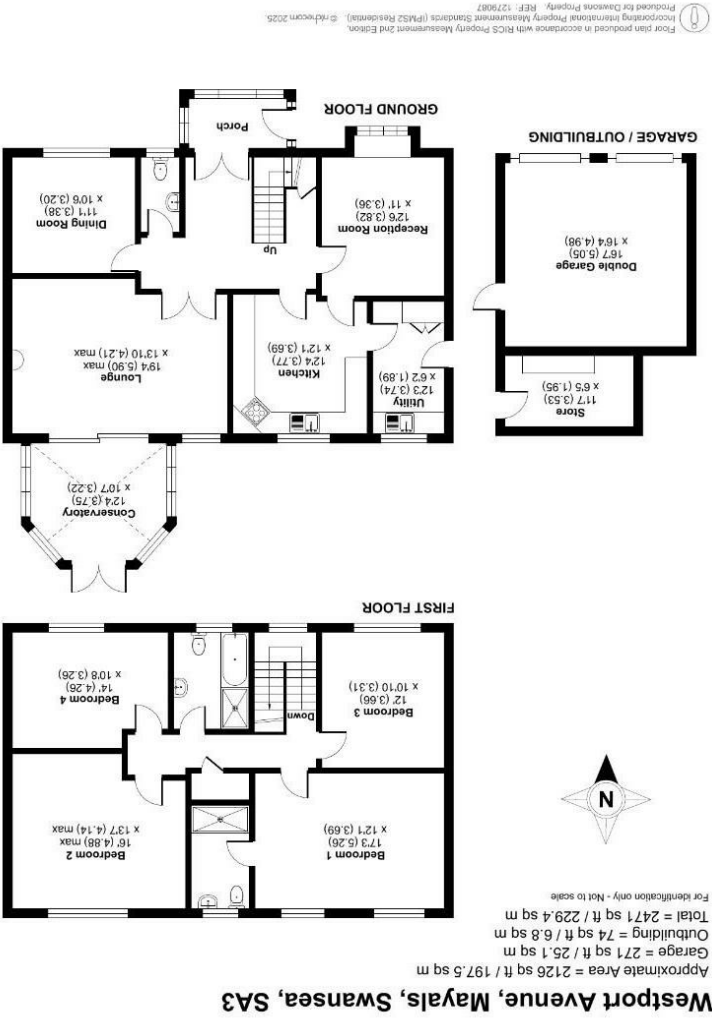 Westport Avenue, Mayals, Swansea, SA3
Approximate Area = 2126 sq ft / 197.5 sq m
Garage = 271 sq ft / 25.1 sq m
Outbuilding = 74 sq ft / 6.8 sq m
Total = 2471 sq ft / 229.4 sq m
For identification only - Not to scale
N
Bedroom 1
17'3 (5.26)
x 12'1 (3.69)
Bedroom 2
16' (4.88) max
x 13'7 (4.14) max
Bedroom 3
12' (3.66)
x 10'10 (3.31)
Down
Bedroom 4
14' (4.26)
x 10'8 (3.26)
FIRST FLOOR
Conservatory
12'4 (3.75)
x 10'7 (3.22)
Store
11'7 (3.53)
x 6'5 (1.95)
Utility
12'3 (3.74)
x 6'2 (1.89)
Kitchen
12'4 (3.77)
x 12'1 (3.69)
Lounge
19'4 (5.90) max
x 13'10 (4.21) max
Double Garage
16'7 (5.05)
x 16'4 (4.98)
Reception Room
12'6 (3.82)
x 11' (3.36)
Up
Dining Room
11'1 (3.38)
x 10'6 (3.20)
Porch
GARAGE / OUTBUILDING
GROUND FLOOR
Floor plan produced in accordance with RICS Property Measurement 2nd Edition.
Incorporating International Property Measurement Standards (IPMS2 Residential). © nichecom 2025.
Produced for Dawsons Property. REF: 1279087